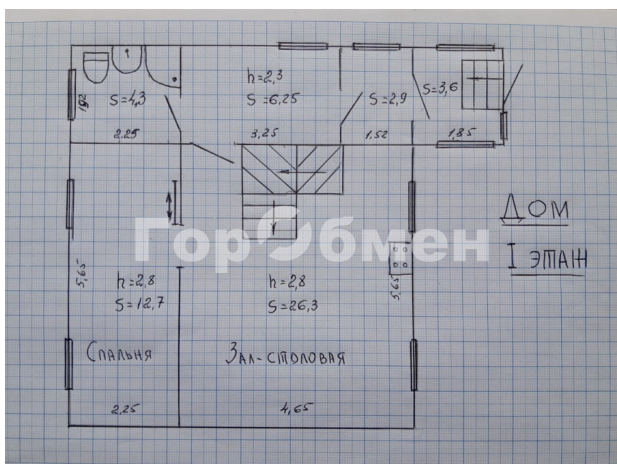 h=2,3
S=4,3
S=6,25
S=2,9
S=3,6
1,92
2,25
3,25
1,52
1,85
ДОМ
I ЭТАЖ
ГорОбмен
5,65
h=2,8
S=12,7
h=2,8
S=26,3
5,65
Спальня
Зал-столовая
2,25
4,65